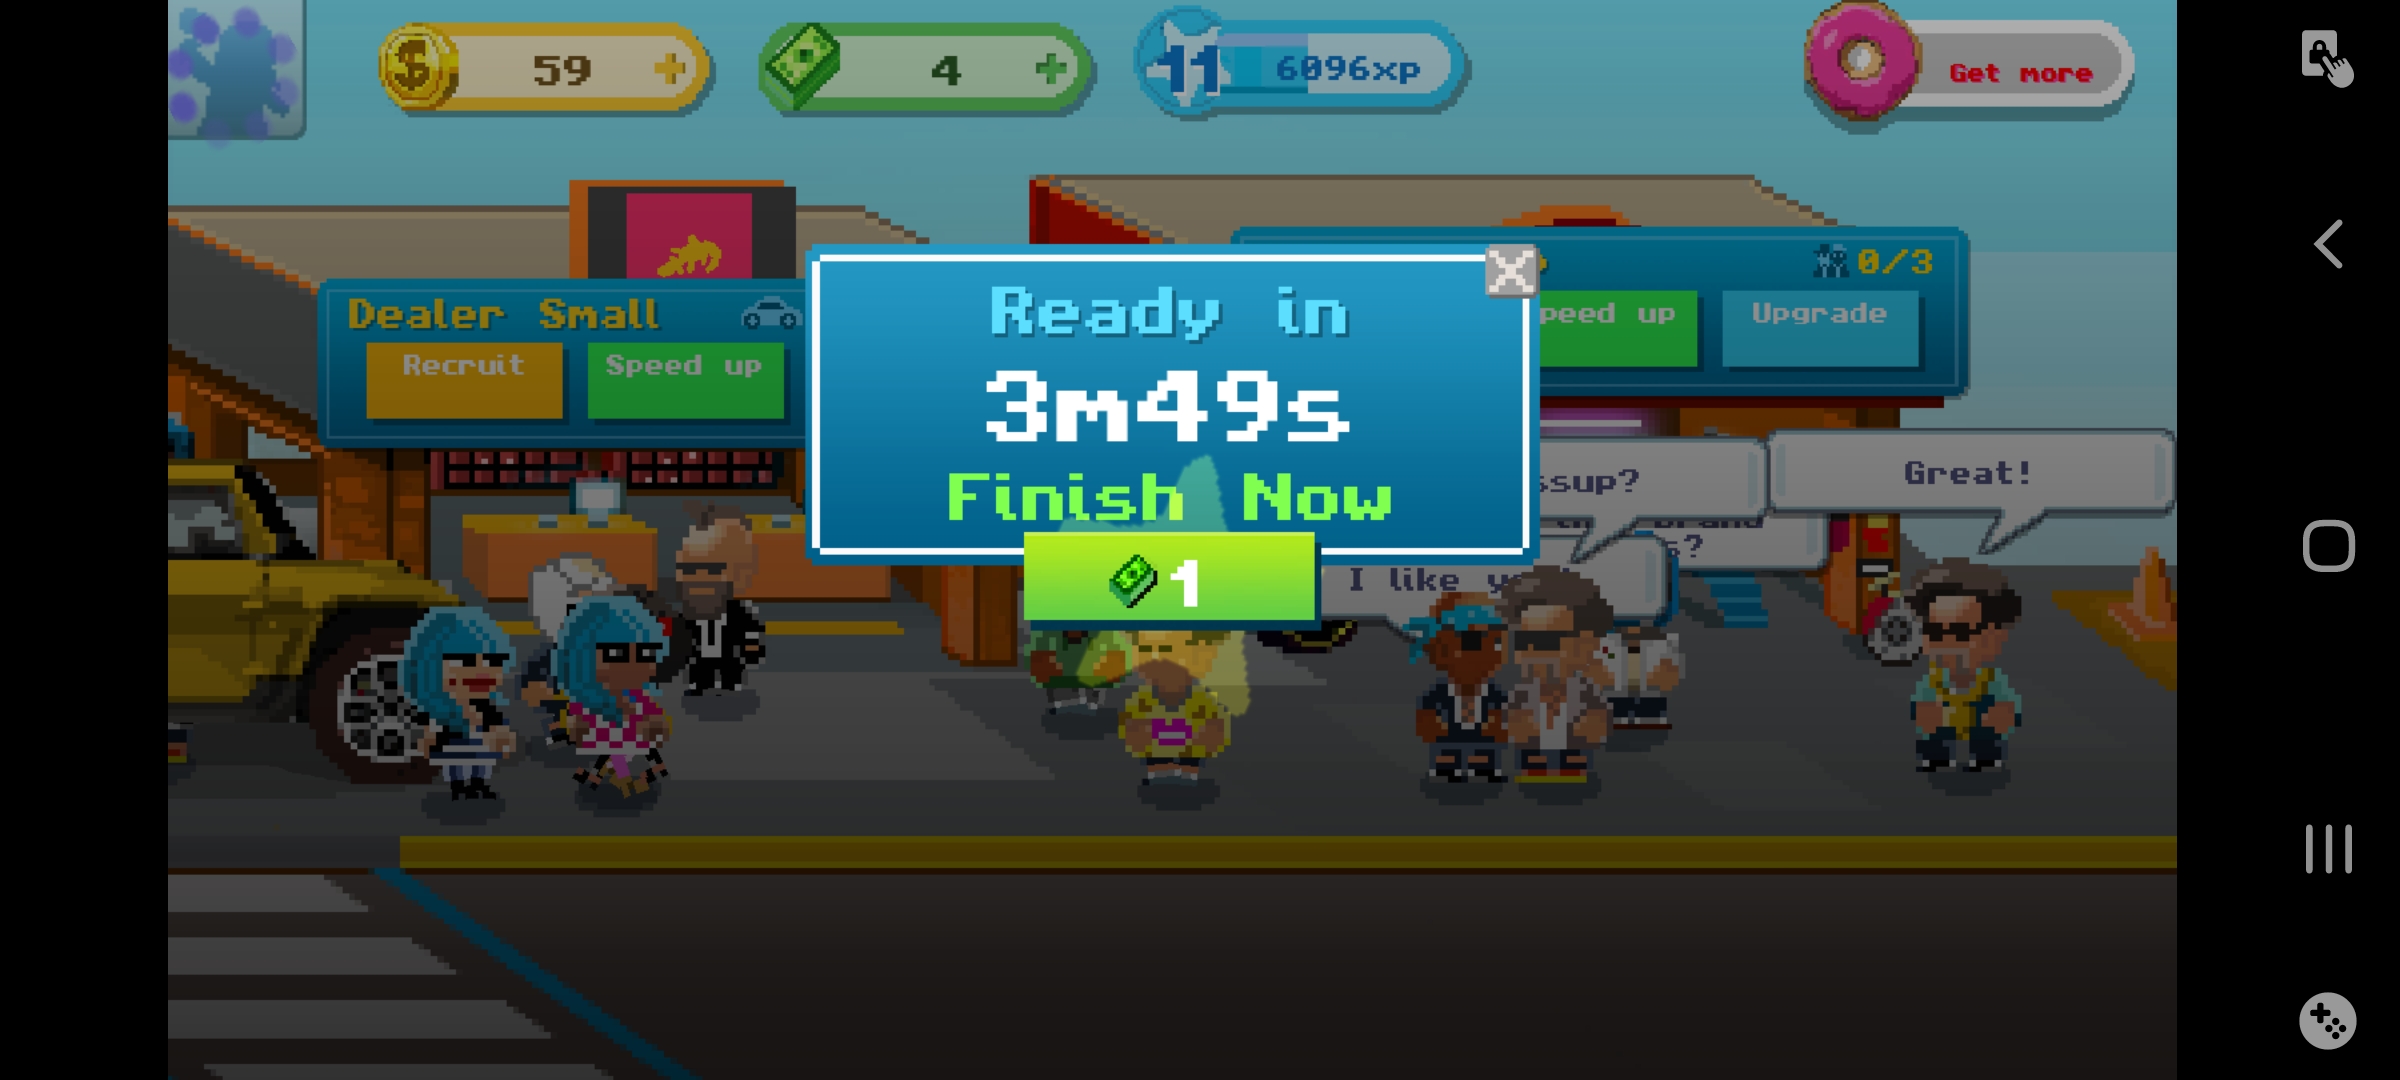 59 +
4 +
11 6096xp
Get more
0/3
Dealer Small
Recruit
Speed up
peed up
Upgrade
Ready in
3m49s
Finish Now
1
ssup?
Great!
s?
I like